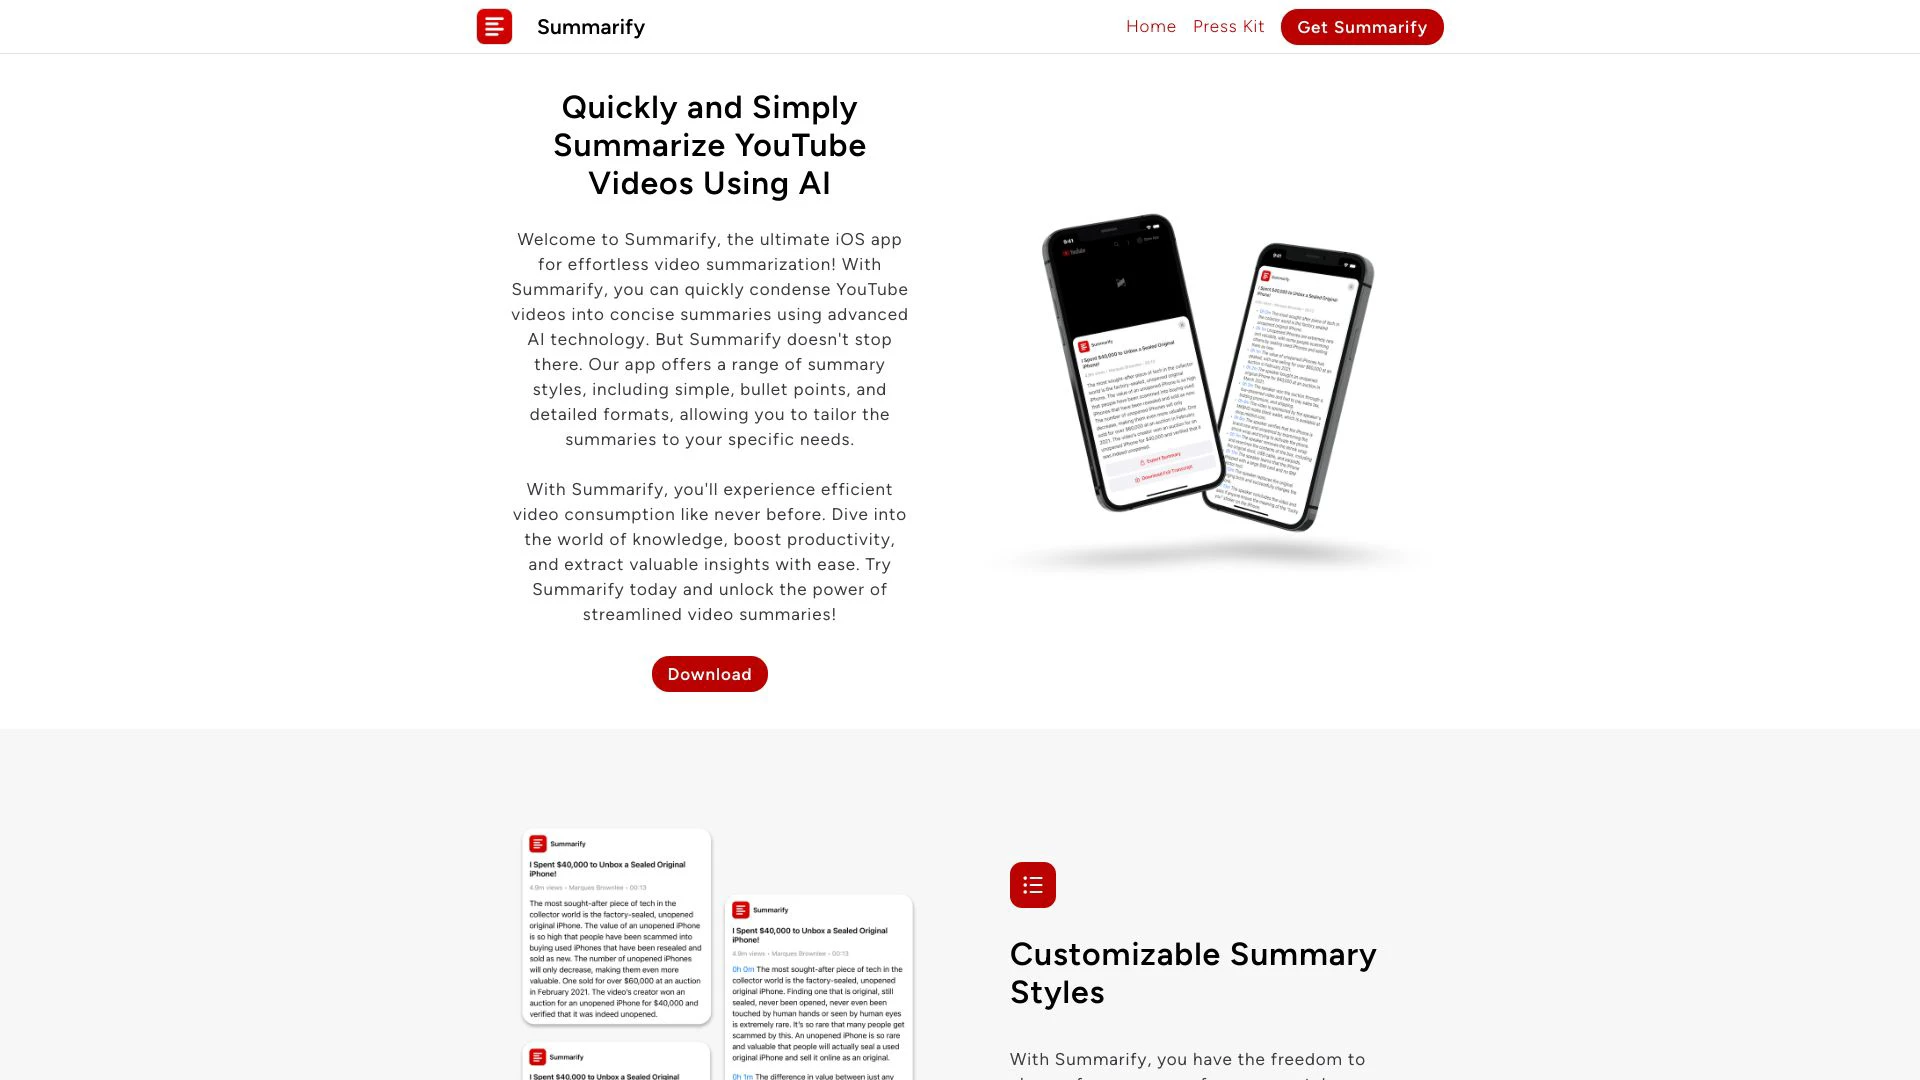 Summarify
Home
Press Kit
Get Summarify
Quickly and Simply
Summarize YouTube
Videos Using AI
Welcome to Summarify, the ultimate iOS app
for effortless video summarization! With
Summarify, you can quickly condense YouTube
videos into concise summaries using advanced
AI technology. But Summarify doesn't stop
there. Our app offers a range of summary
styles, including simple, bullet points, and
detailed formats, allowing you to tailor the
summaries to your specific needs.
With Summarify, you'll experience efficient
video consumption like never before. Dive into
the world of knowledge, boost productivity,
and extract valuable insights with ease. Try
Summarify today and unlock the power of
streamlined video summaries!
Download
Summarify
I Spent $40,000 to Unbox a Sealed Original
iPhone!
4.9m views • Marques Brownlee • 00:13
The most sought-after piece of tech in the
collector world is the factory-sealed, unopened
original iPhone. The value of an unopened iPhone
is so high that people have been scammed into
buying used iPhones that have been resealed and
sold as new. The number of unopened iPhones
will only decrease, making them even more
valuable. One sold for over $60,000 at an auction
in February 2021. The video's creator won an
auction for an unopened iPhone for $40,000 and
verified that it was indeed unopened.
Summarify
I Spent $40,000 to Unbox a Sealed Original
Summarify
I Spent $40,000 to Unbox a Sealed Original
iPhone!
4.9m views • Marques Brownlee • 00:13
0h 0m The most sought-after piece of tech in the
collector world is the factory-sealed, unopened
original iPhone. Finding one that is original, still
sealed, never been opened, never even been
touched by human hands or seen by human eyes
is extremely rare. It's so rare that many people get
scammed by this. An unopened iPhone is so rare
and valuable that people will actually seal a used
original iPhone and sell it online as an original.
0h 1m The difference in value between just any
Customizable Summary
Styles
With Summarify, you have the freedom to